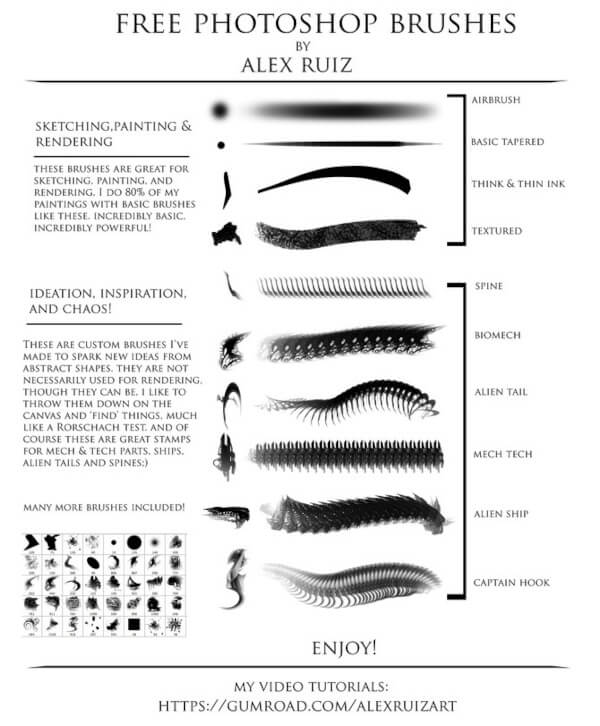 FREE PHOTOSHOP BRUSHES
BY
ALEX RUIZ
SKETCHING,PAINTING &
RENDERING
THESE BRUSHES ARE GREAT FOR
SKETCHING, PAINTING, AND
RENDERING. I DO 80% OF MY
PAINTINGS WITH BASIC BRUSHES
LIKE THESE. INCREDIBLY BASIC,
INCREDIBLY POWERFUL!
AIRBRUSH
BASIC TAPERED
THINK & THIN INK
TEXTURED
IDEATION, INSPIRATION,
AND CHAOS!
THESE ARE CUSTOM BRUSHES I'VE
MADE TO SPARK NEW IDEAS FROM
ABSTRACT SHAPES. THEY ARE NOT
NECESSARILY USED FOR RENDERING,
THOUGH THEY CAN BE, I LIKE TO
THROW THEM DOWN ON THE
CANVAS AND 'FIND' THINGS, MUCH
LIKE A RORSCHACH TEST. AND OF
COURSE THESE ARE GREAT STAMPS
FOR MECH & TECH PARTS, SHIPS,
ALIEN TAILS AND SPINES;)
MANY MORE BRUSHES INCLUDED!
SPINE
BIOMECH
ALIEN TAIL
MECH TECH
ALIEN SHIP
CAPTAIN HOOK
ENJOY!
MY VIDEO TUTORIALS:
HTTPS://GUMROAD.COM/ALEXRUIZART